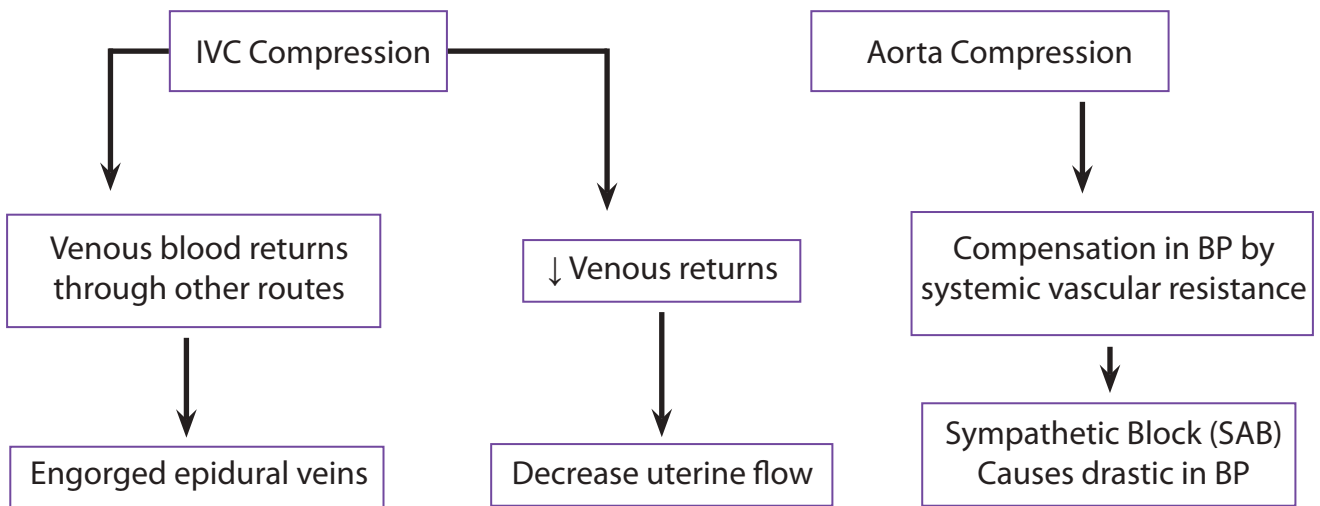 IVC Compression
Aorta Compression
Venous blood returns
through other routes
↓ Venous returns
Compensation in BP by
systemic vascular resistance
Engorged epidural veins
Decrease uterine flow
Sympathetic Block (SAB)
Causes drastic in BP